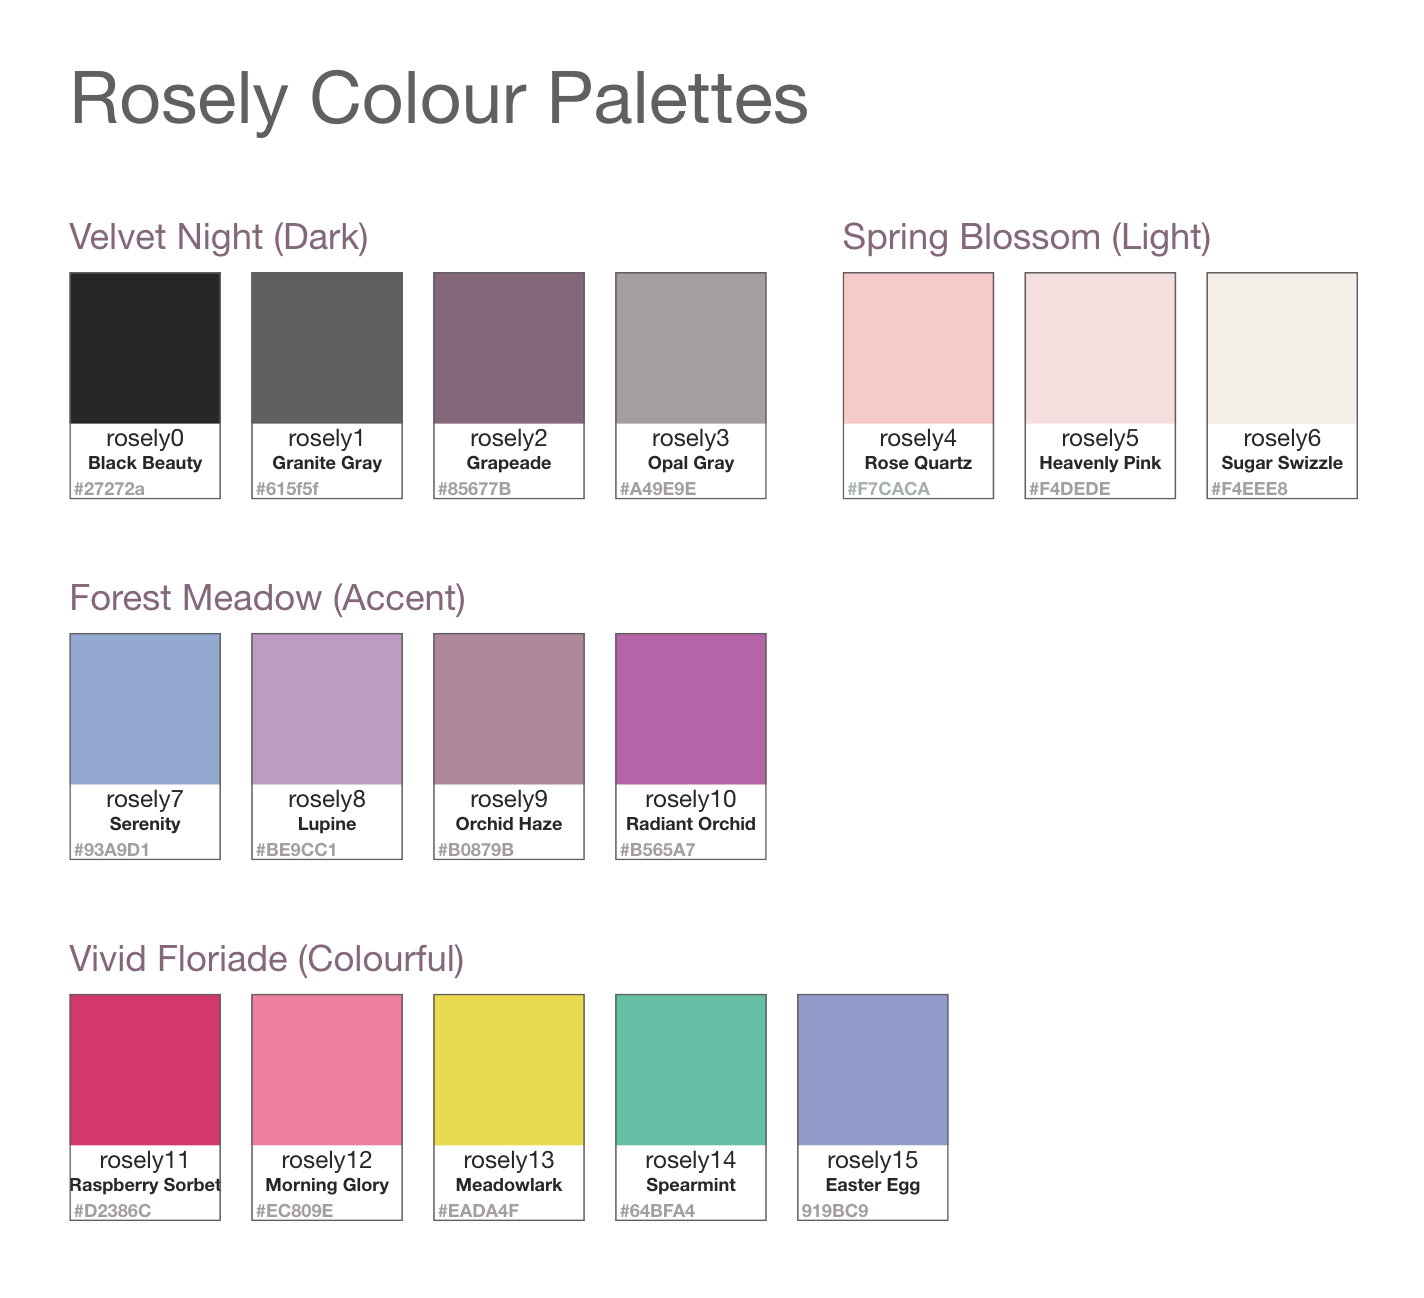 Rosely Colour Palettes
Velvet Night (Dark)
rosely0
Black Beauty
#27272a
rosely1
Granite Gray
#615f5f
rosely2
Grapeade
#85677B
rosely3
Opal Gray
#A49E9E
Spring Blossom (Light)
rosely4
Rose Quartz
#F7CACA
rosely5
Heavenly Pink
#F4DEDE
rosely6
Sugar Swizzle
#F4EEE8
Forest Meadow (Accent)
rosely7
Serenity
#93A9D1
rosely8
Lupine
#BE9CC1
rosely9
Orchid Haze
#B0879B
rosely10
Radiant Orchid
#B565A7
Vivid Floriade (Colourful)
rosely11
Raspberry Sorbet
#D2386C
rosely12
Morning Glory
#EC809E
rosely13
Meadowlark
#EADA4F
rosely14
Spearmint
#64BFA4
rosely15
Easter Egg
919BC9